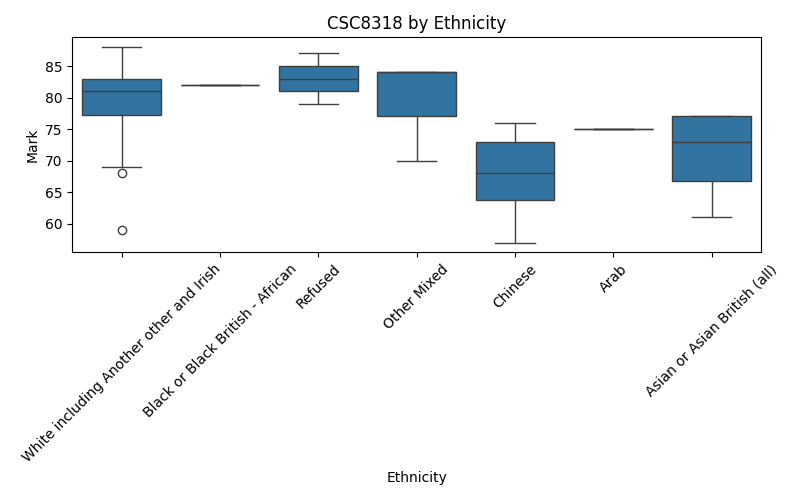 CSC8318 by Ethnicity
Mark
85
80
75
70
65
60
White including Another other and Irish
Black or Black British - African
Refused
Other Mixed
Chinese
Arab
Asian or Asian British (all)
Ethnicity